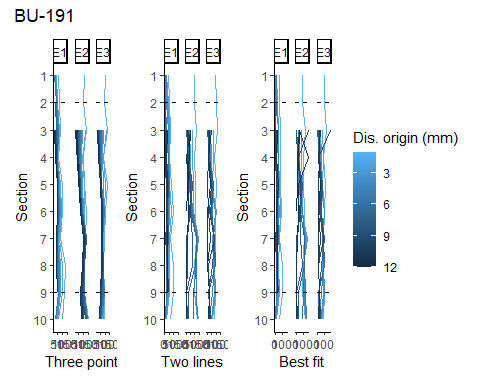 BU-191
E1 E2 E3 E1 E2 E3 E1 E2 E3
1 1 1
2 2 2
3 3 3
4 4 4
5 5 5
6 6 6
7 7 7
8 8 8
9 9 9
10 10 10
Section Section Section
Three point Two lines Best fit
Dis. origin (mm)
3
6
9
12